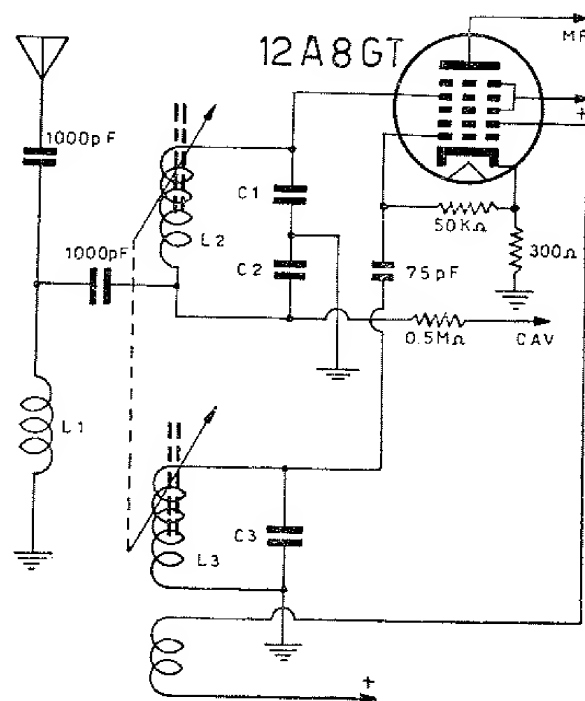 12A8GT
MF
+
1000pF
C1
50KΩ
1000pF
L2
C2
75pF
300Ω
0.5MΩ
CAV
L1
C3
L3
+